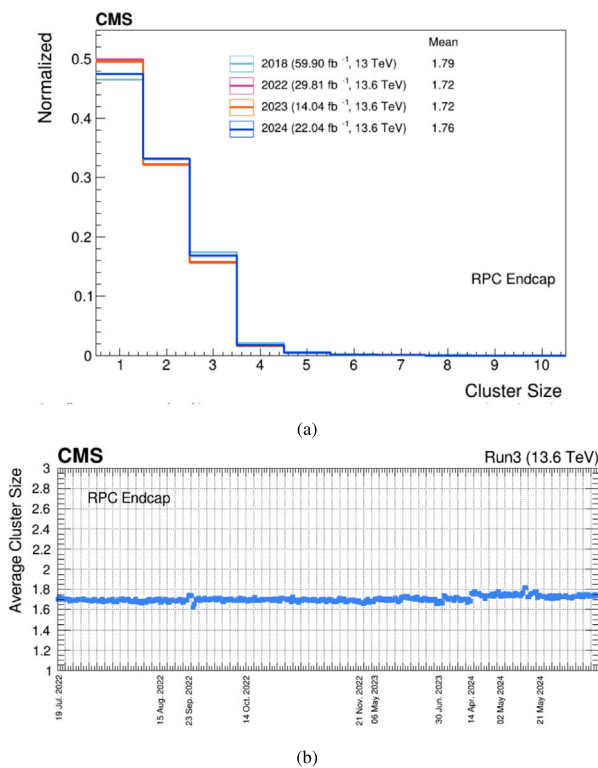 CMS
Mean
2018 (59.90 fb -1, 13 TeV) 1.79
2022 (29.81 fb -1, 13.6 TeV) 1.72
2023 (14.04 fb -1, 13.6 TeV) 1.72
2024 (22.04 fb -1, 13.6 TeV) 1.76
Normalized
0.5
0.4
0.3
0.2
0.1
0
RPC Endcap
1 2 3 4 5 6 7 8 9 10
Cluster Size
(a)
CMS Run3 (13.6 TeV)
RPC Endcap
Average Cluster Size
3
2.8
2.6
2.4
2.2
2
1.8
1.6
1.4
1.2
1
19 Jul. 2022
15 Aug. 2022
23 Sep. 2022
14 Oct. 2022
21 Nov. 2022
06 May 2023
30 Jun. 2023
14 Apr. 2024
02 May 2024
21 May 2024
(b)